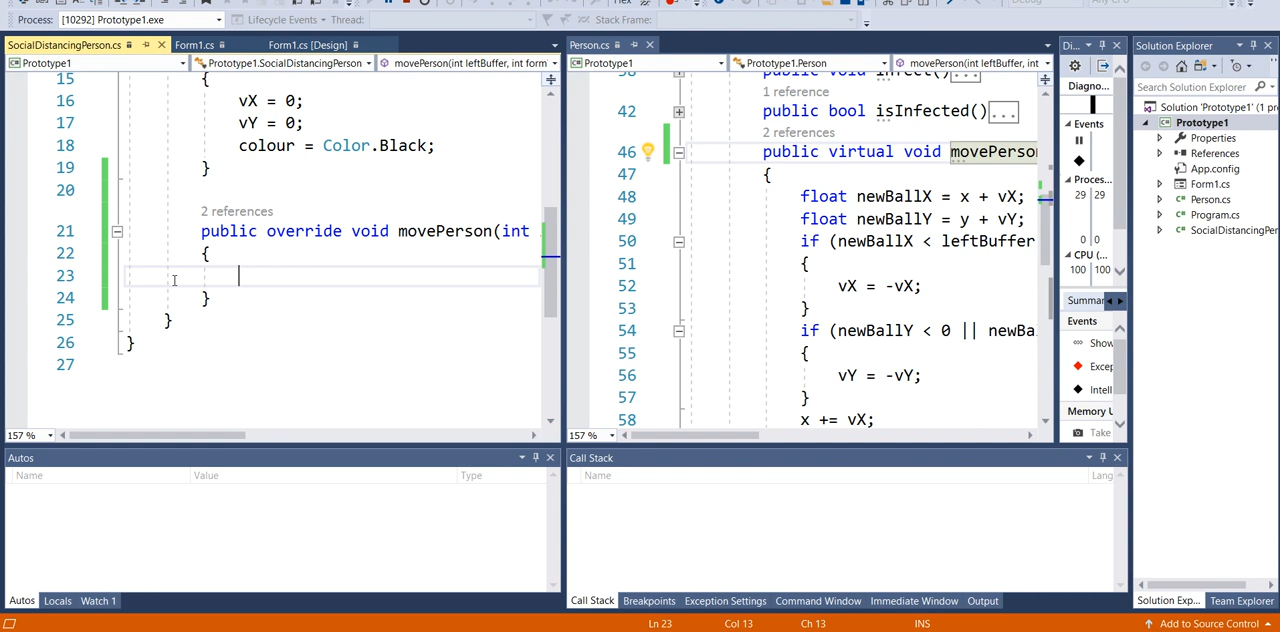 Process: [10292] Prototype1.exe Lifecycle Events Thread: Stack Frame:
SocialDistancingPerson.cs Form1.cs Form1.cs [Design]
Prototype1 Prototype1.SocialDistancingPerson movePerson(int leftBuffer, int form
15 {
16 vX = 0;
17 vY = 0;
18 colour = Color.Black;
19 }
20
2 references
21 public override void movePerson(int
22 {
23
24 }
25 }
26 }
27
157 %
Person.cs
Prototype1 Prototype1.Person movePerson(int leftBuffer, int
38 public void infect()...
1 reference
42 public bool isInfected()...
2 references
46 public virtual void movePerson
47 {
48 float newBallX = x + vX;
49 float newBallY = y + vY;
50 if (newBallX < leftBuffer
51 {
52 vX = -vX;
53 }
54 if (newBallY < 0 || newBa
55 {
56 vY = -vY;
57 }
58 x += vX;
157 %
Di...
Diagno...
Events
Proces...
29 29
0 0
CPU (...
100 100
Summar
Events
Show
Excep
Intell
Memory U
Take
Solution Explorer
Search Solution Explorer
Solution 'Prototype1' (1 pr
Prototype1
Properties
References
App.config
Form1.cs
Person.cs
Program.cs
SocialDistancingPer
Solution Exp... Team Explorer
Autos
Name Value Type
Autos Locals Watch 1
Call Stack
Name Lang
Call Stack Breakpoints Exception Settings Command Window Immediate Window Output
Ln 23 Col 13 Ch 13 INS Add to Source Control